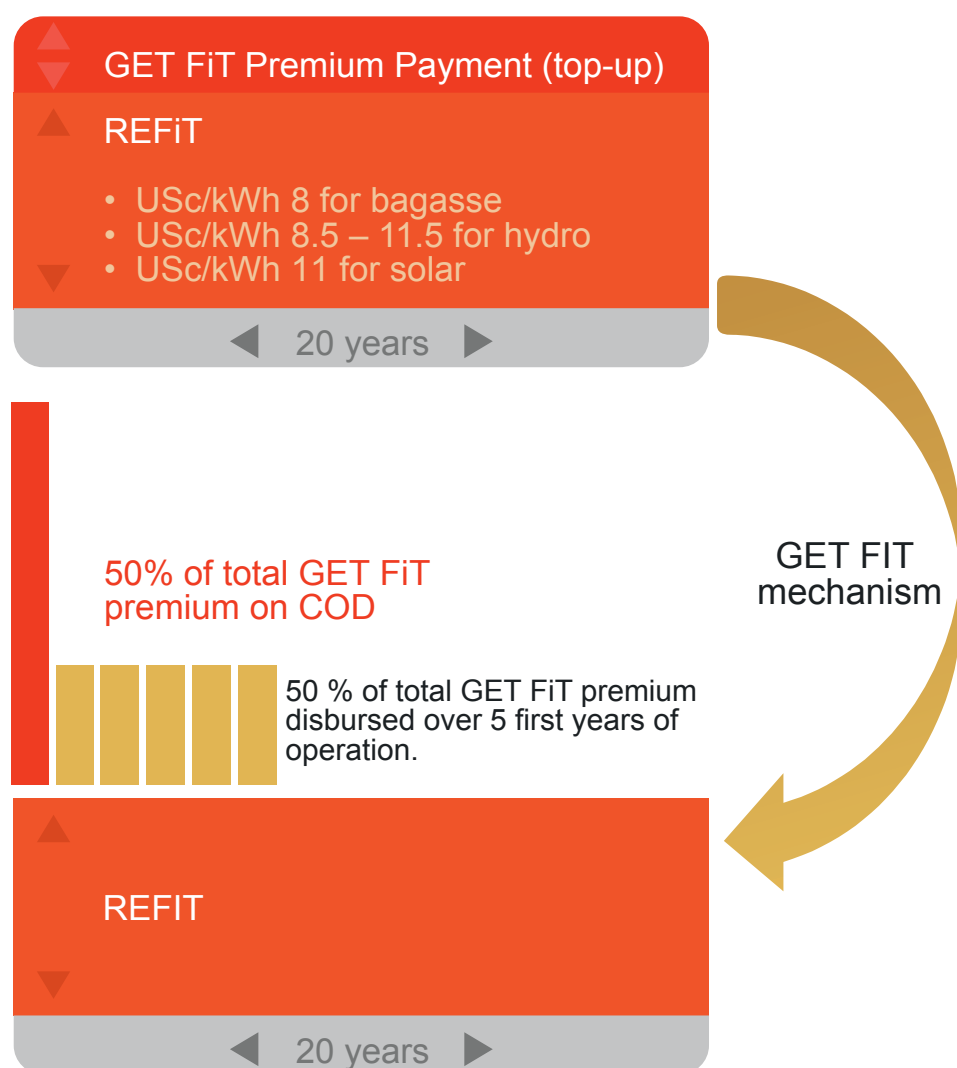 GET FiT Premium Payment (top-up)
REFiT
• USc/kWh 8 for bagasse
• USc/kWh 8.5 – 11.5 for hydro
• USc/kWh 11 for solar
20 years
50% of total GET FiT
premium on COD
GET FIT
mechanism
50 % of total GET FiT premium
disbursed over 5 first years of
operation.
REFIT
20 years